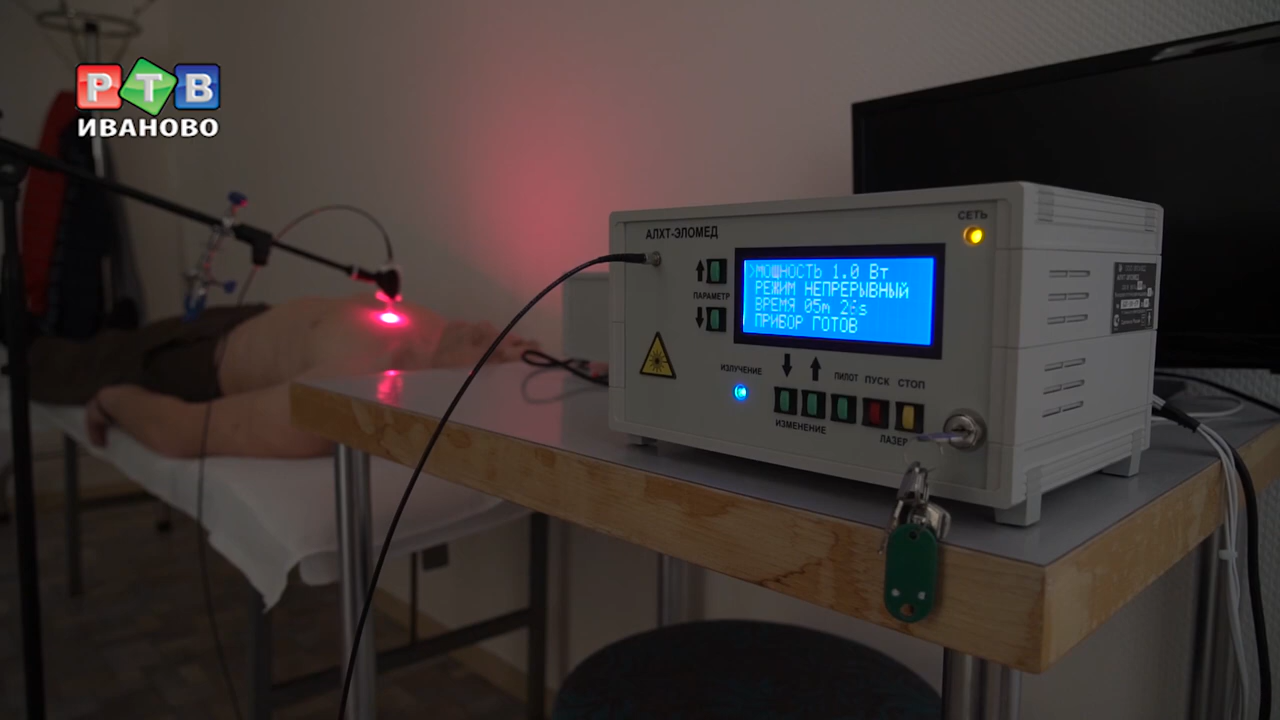 РТВ
ИВАНОВО
СЕТЬ
АЛХТ-ЭЛОМЕД
>МОЩНОСТЬ 1.0 Вт
РЕЖИМ НЕПРЕРЫВНЫЙ
ВРЕМЯ 05м
ПРИБОР ГОТОВ
ПАРАМЕТР
ИЗЛУЧЕНИЕ
ПИЛОТ ПУСК СТОП
ИЗМЕНЕНИЕ
ЛАЗЕР